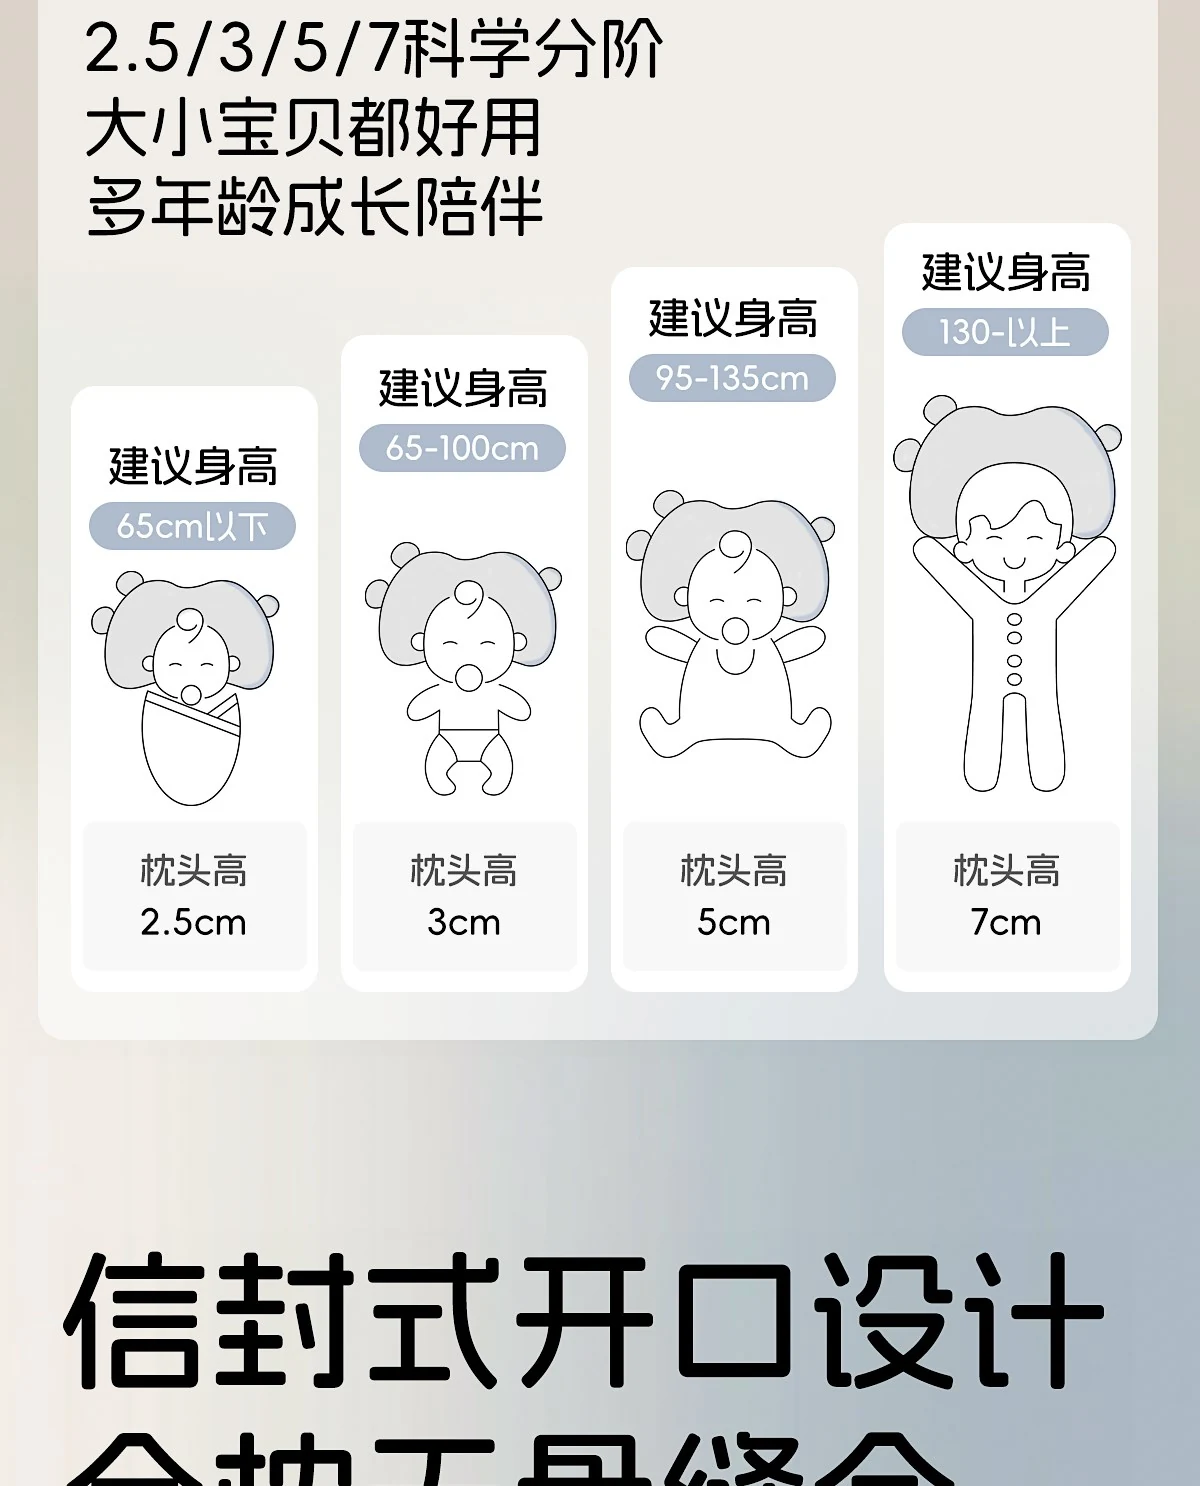 2.5/3/5/7科学分阶
大小宝贝都好用
多年龄成长陪伴
建议身高
65cm以下
枕头高
2.5cm
建议身高
65-100cm
枕头高
3cm
建议身高
95-135cm
枕头高
5cm
建议身高
130-以上
枕头高
7cm
信封式开口设计